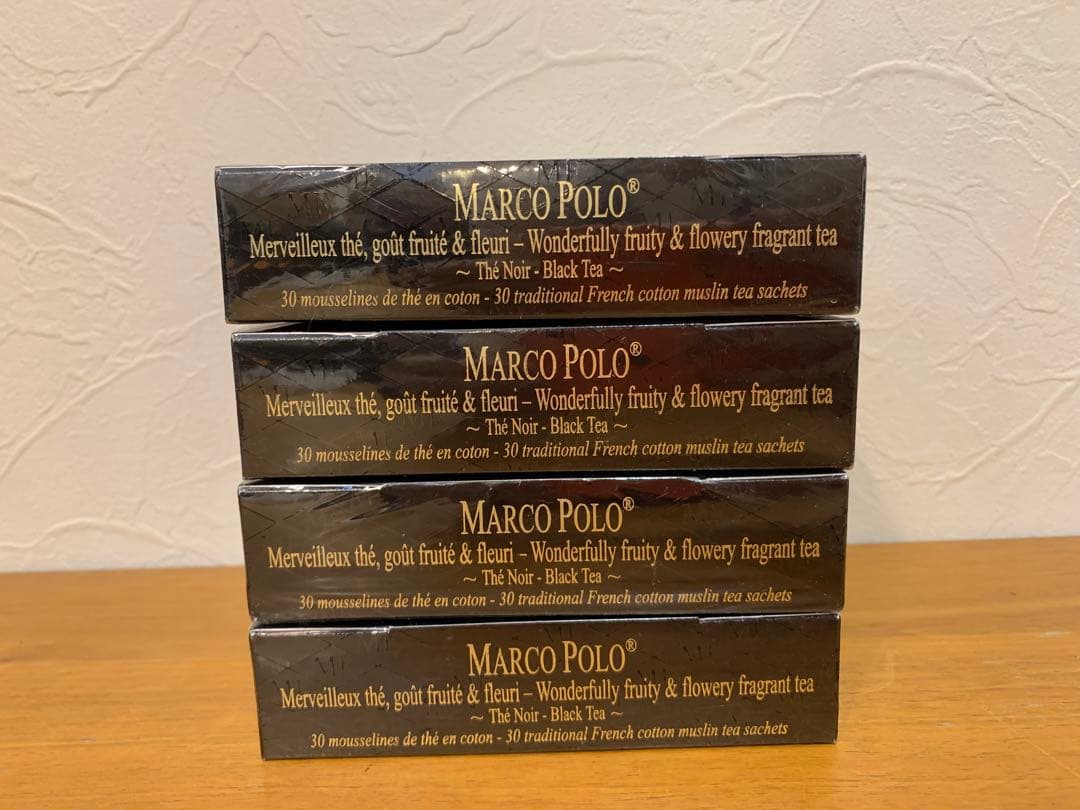 MARCO POLO®
Merveilleux thé, goût fruité & fleuri – Wonderfully fruity & flowery fragrant tea
~ Thé Noir - Black Tea ~
30 mousselines de thé en coton - 30 traditional French cotton muslin tea sachets
MARCO POLO®
Merveilleux thé, goût fruité & fleuri – Wonderfully fruity & flowery fragrant tea
~ Thé Noir - Black Tea ~
30 mousselines de thé en coton - 30 traditional French cotton muslin tea sachets
MARCO POLO®
Merveilleux thé, goût fruité & fleuri – Wonderfully fruity & flowery fragrant tea
~ Thé Noir - Black Tea ~
30 mousselines de thé en coton - 30 traditional French cotton muslin tea sachets
MARCO POLO®
Merveilleux thé, goût fruité & fleuri – Wonderfully fruity & flowery fragrant tea
~ Thé Noir - Black Tea ~
30 mousselines de thé en coton - 30 traditional French cotton muslin tea sachets